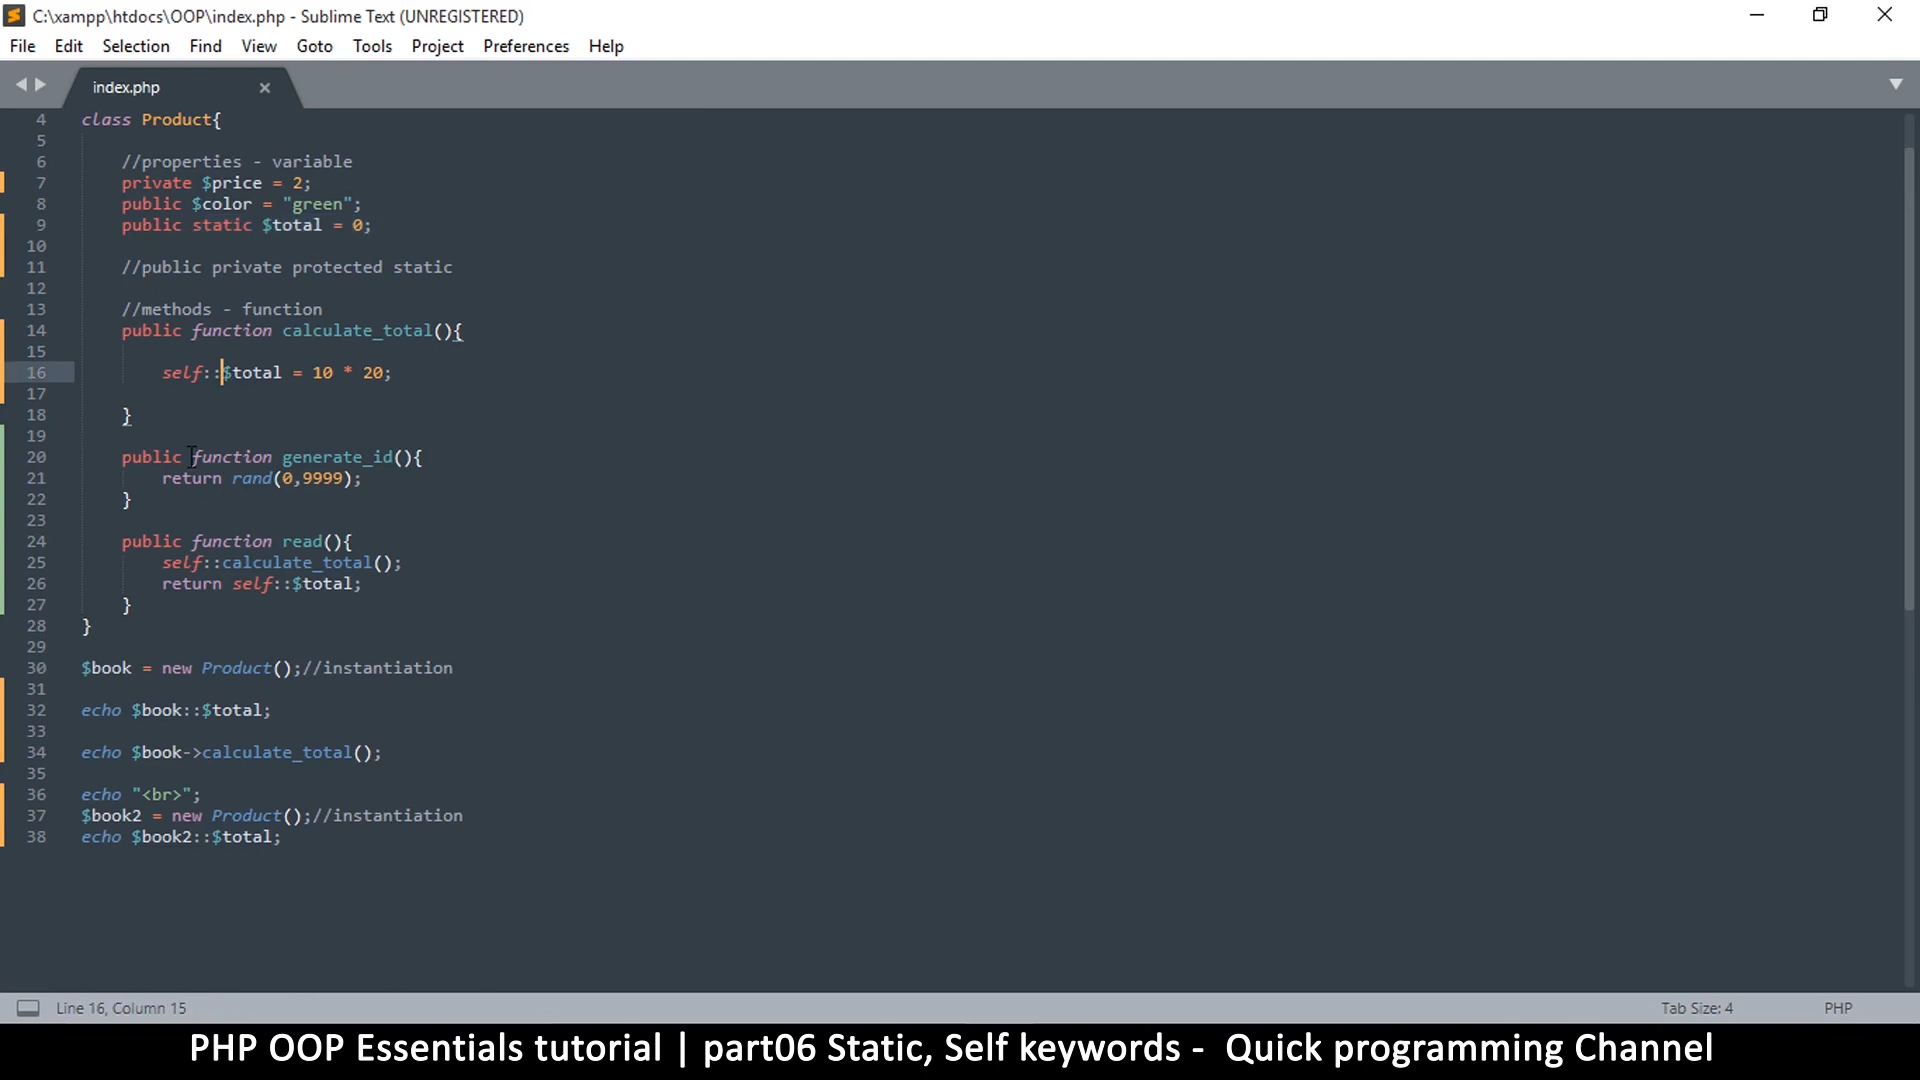 C:\xampp\htdocs\OOP\index.php - Sublime Text (UNREGISTERED)
File Edit Selection Find View Goto Tools Project Preferences Help
index.php
4 class Product{
5
6 //properties - variable
7 private $price = 2;
8 public $color = "green";
9 public static $total = 0;
10
11 //public private protected static
12
13 //methods - function
14 public function calculate_total(){
15
16 self::$total = 10 * 20;
17
18 }
19
20 public function generate_id(){
21 return rand(0,9999);
22 }
23
24 public function read(){
25 self::calculate_total();
26 return self::$total;
27 }
28 }
29
30 $book = new Product();//instantiation
31
32 echo $book::$total;
33
34 echo $book->calculate_total();
35
36 echo "<br>";
37 $book2 = new Product();//instantiation
38 echo $book2::$total;
Line 16, Column 15 Tab Size: 4 PHP
PHP OOP Essentials tutorial | part06 Static, Self keywords - Quick programming Channel